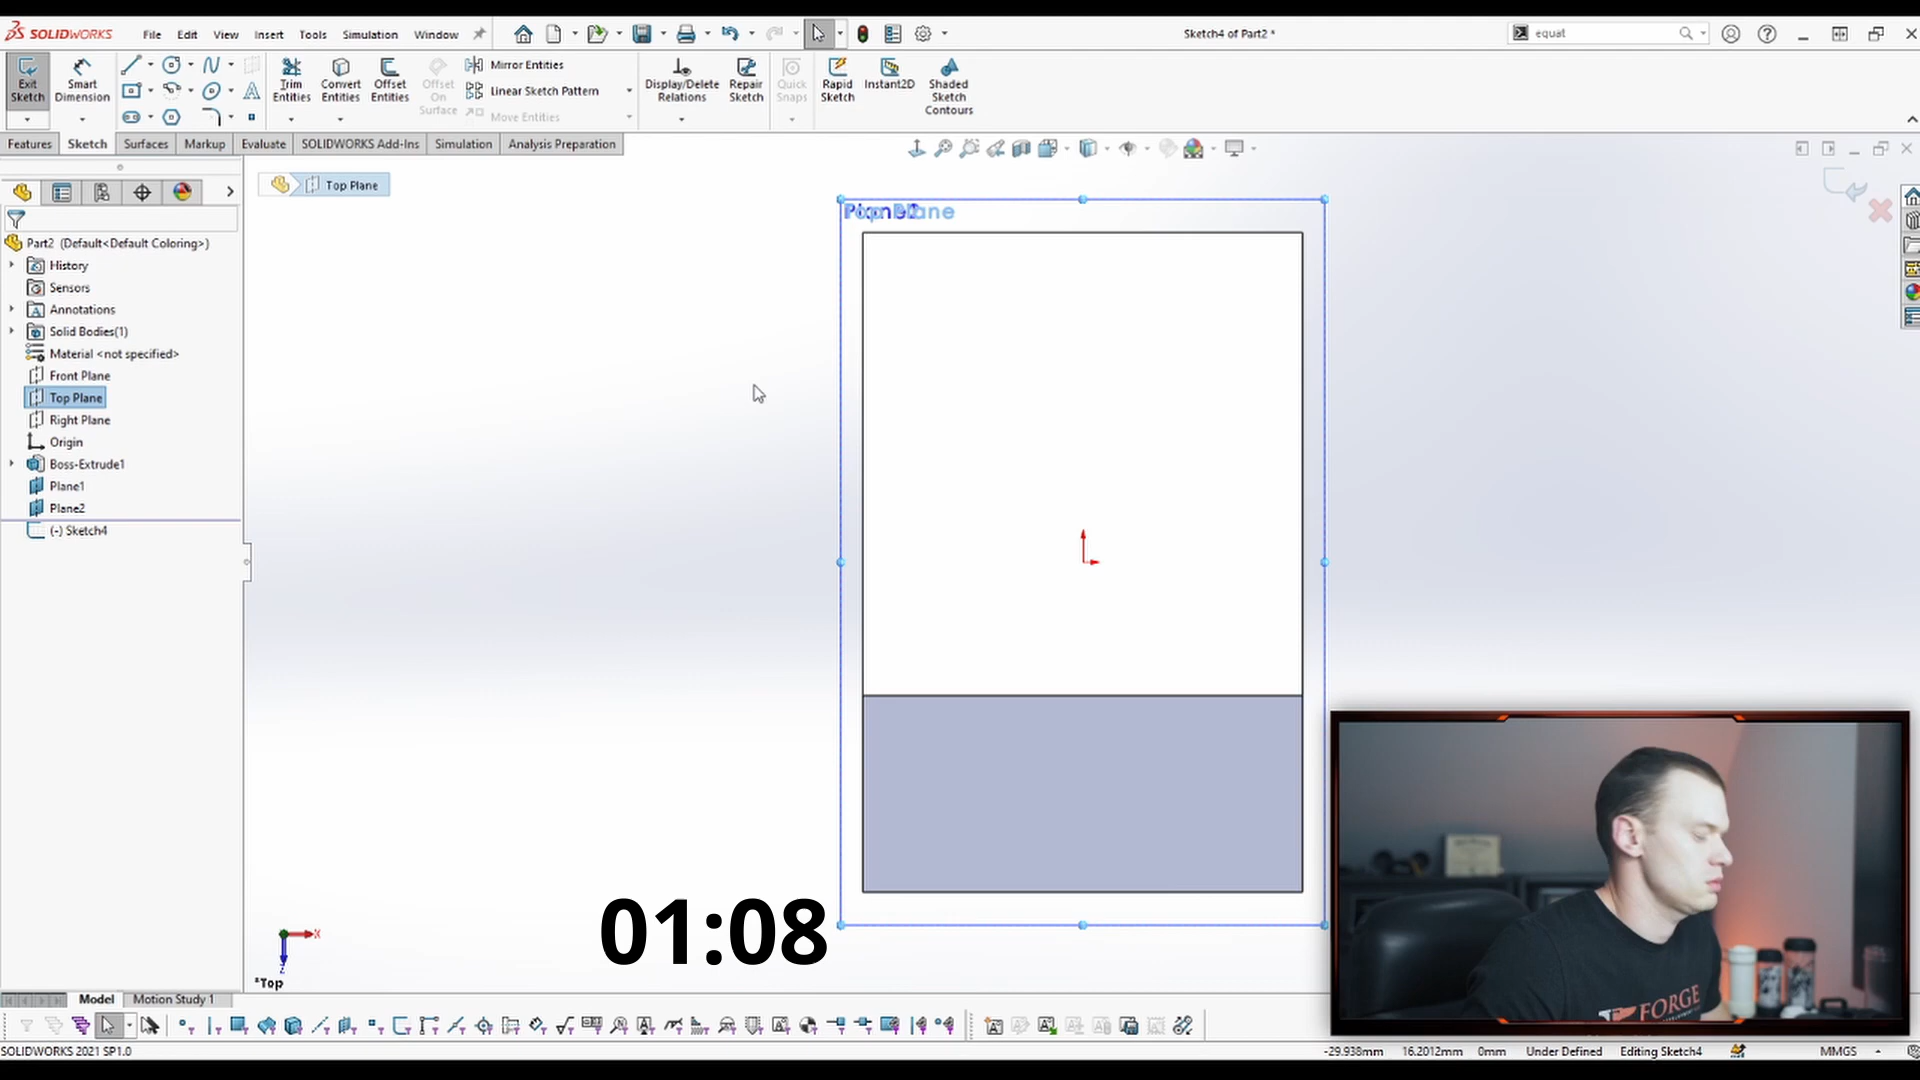 SOLIDWORKS File Edit View Insert Tools Simulation Window Sketch4 of Part2 * equat
Exit Sketch Smart Dimension Trim Entities Convert Entities Offset Entities Offset On Surface Mirror Entities Linear Sketch Pattern Move Entities Display/Delete Relations Repair Sketch Quick Snaps Rapid Sketch Instant2D Shaded Sketch Contours
Features Sketch Surfaces Markup Evaluate SOLIDWORKS Add-Ins Simulation Analysis Preparation
Top Plane
Part2 (Default<Default Coloring>)
History
Sensors
Annotations
Solid Bodies(1)
Material <not specified>
Front Plane
Top Plane
Right Plane
Origin
Boss-Extrude1
Plane1
Plane2
(-) Sketch4
01:08
FORGE
*Top
Model Motion Study 1
SOLIDWORKS 2021 SP1.0 -29.938mm 16.2012mm 0mm Under Defined Editing Sketch4 MMGS